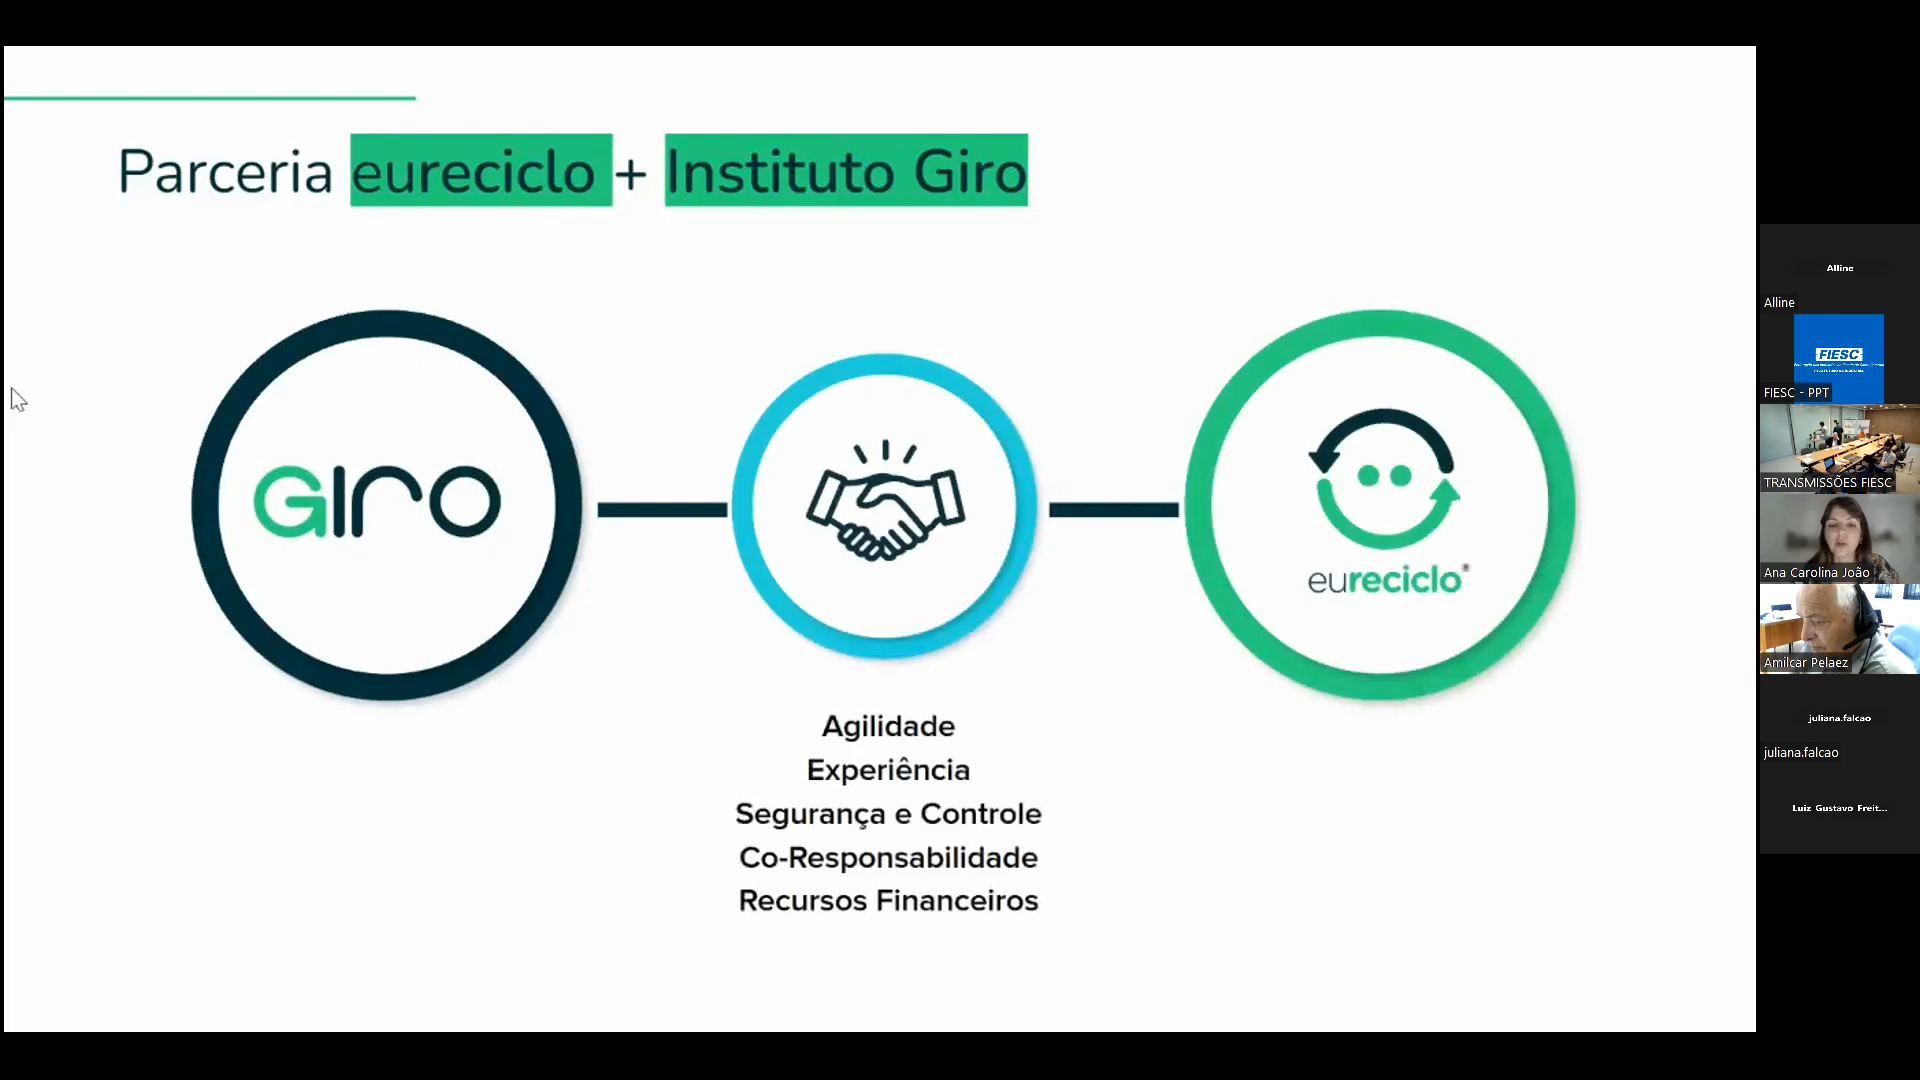 Parceria eureciclo + Instituto Giro
GIRO
eureciclo®
Agilidade
Experiência
Segurança e Controle
Co-Responsabilidade
Recursos Financeiros
Alline
Alline
FIESC
FIESC - PPT
TRANSMISSÕES FIESC
Ana Carolina João
Amilcar Pelaez
juliana.falcao
juliana.falcao
Luiz Gustavo Freit...